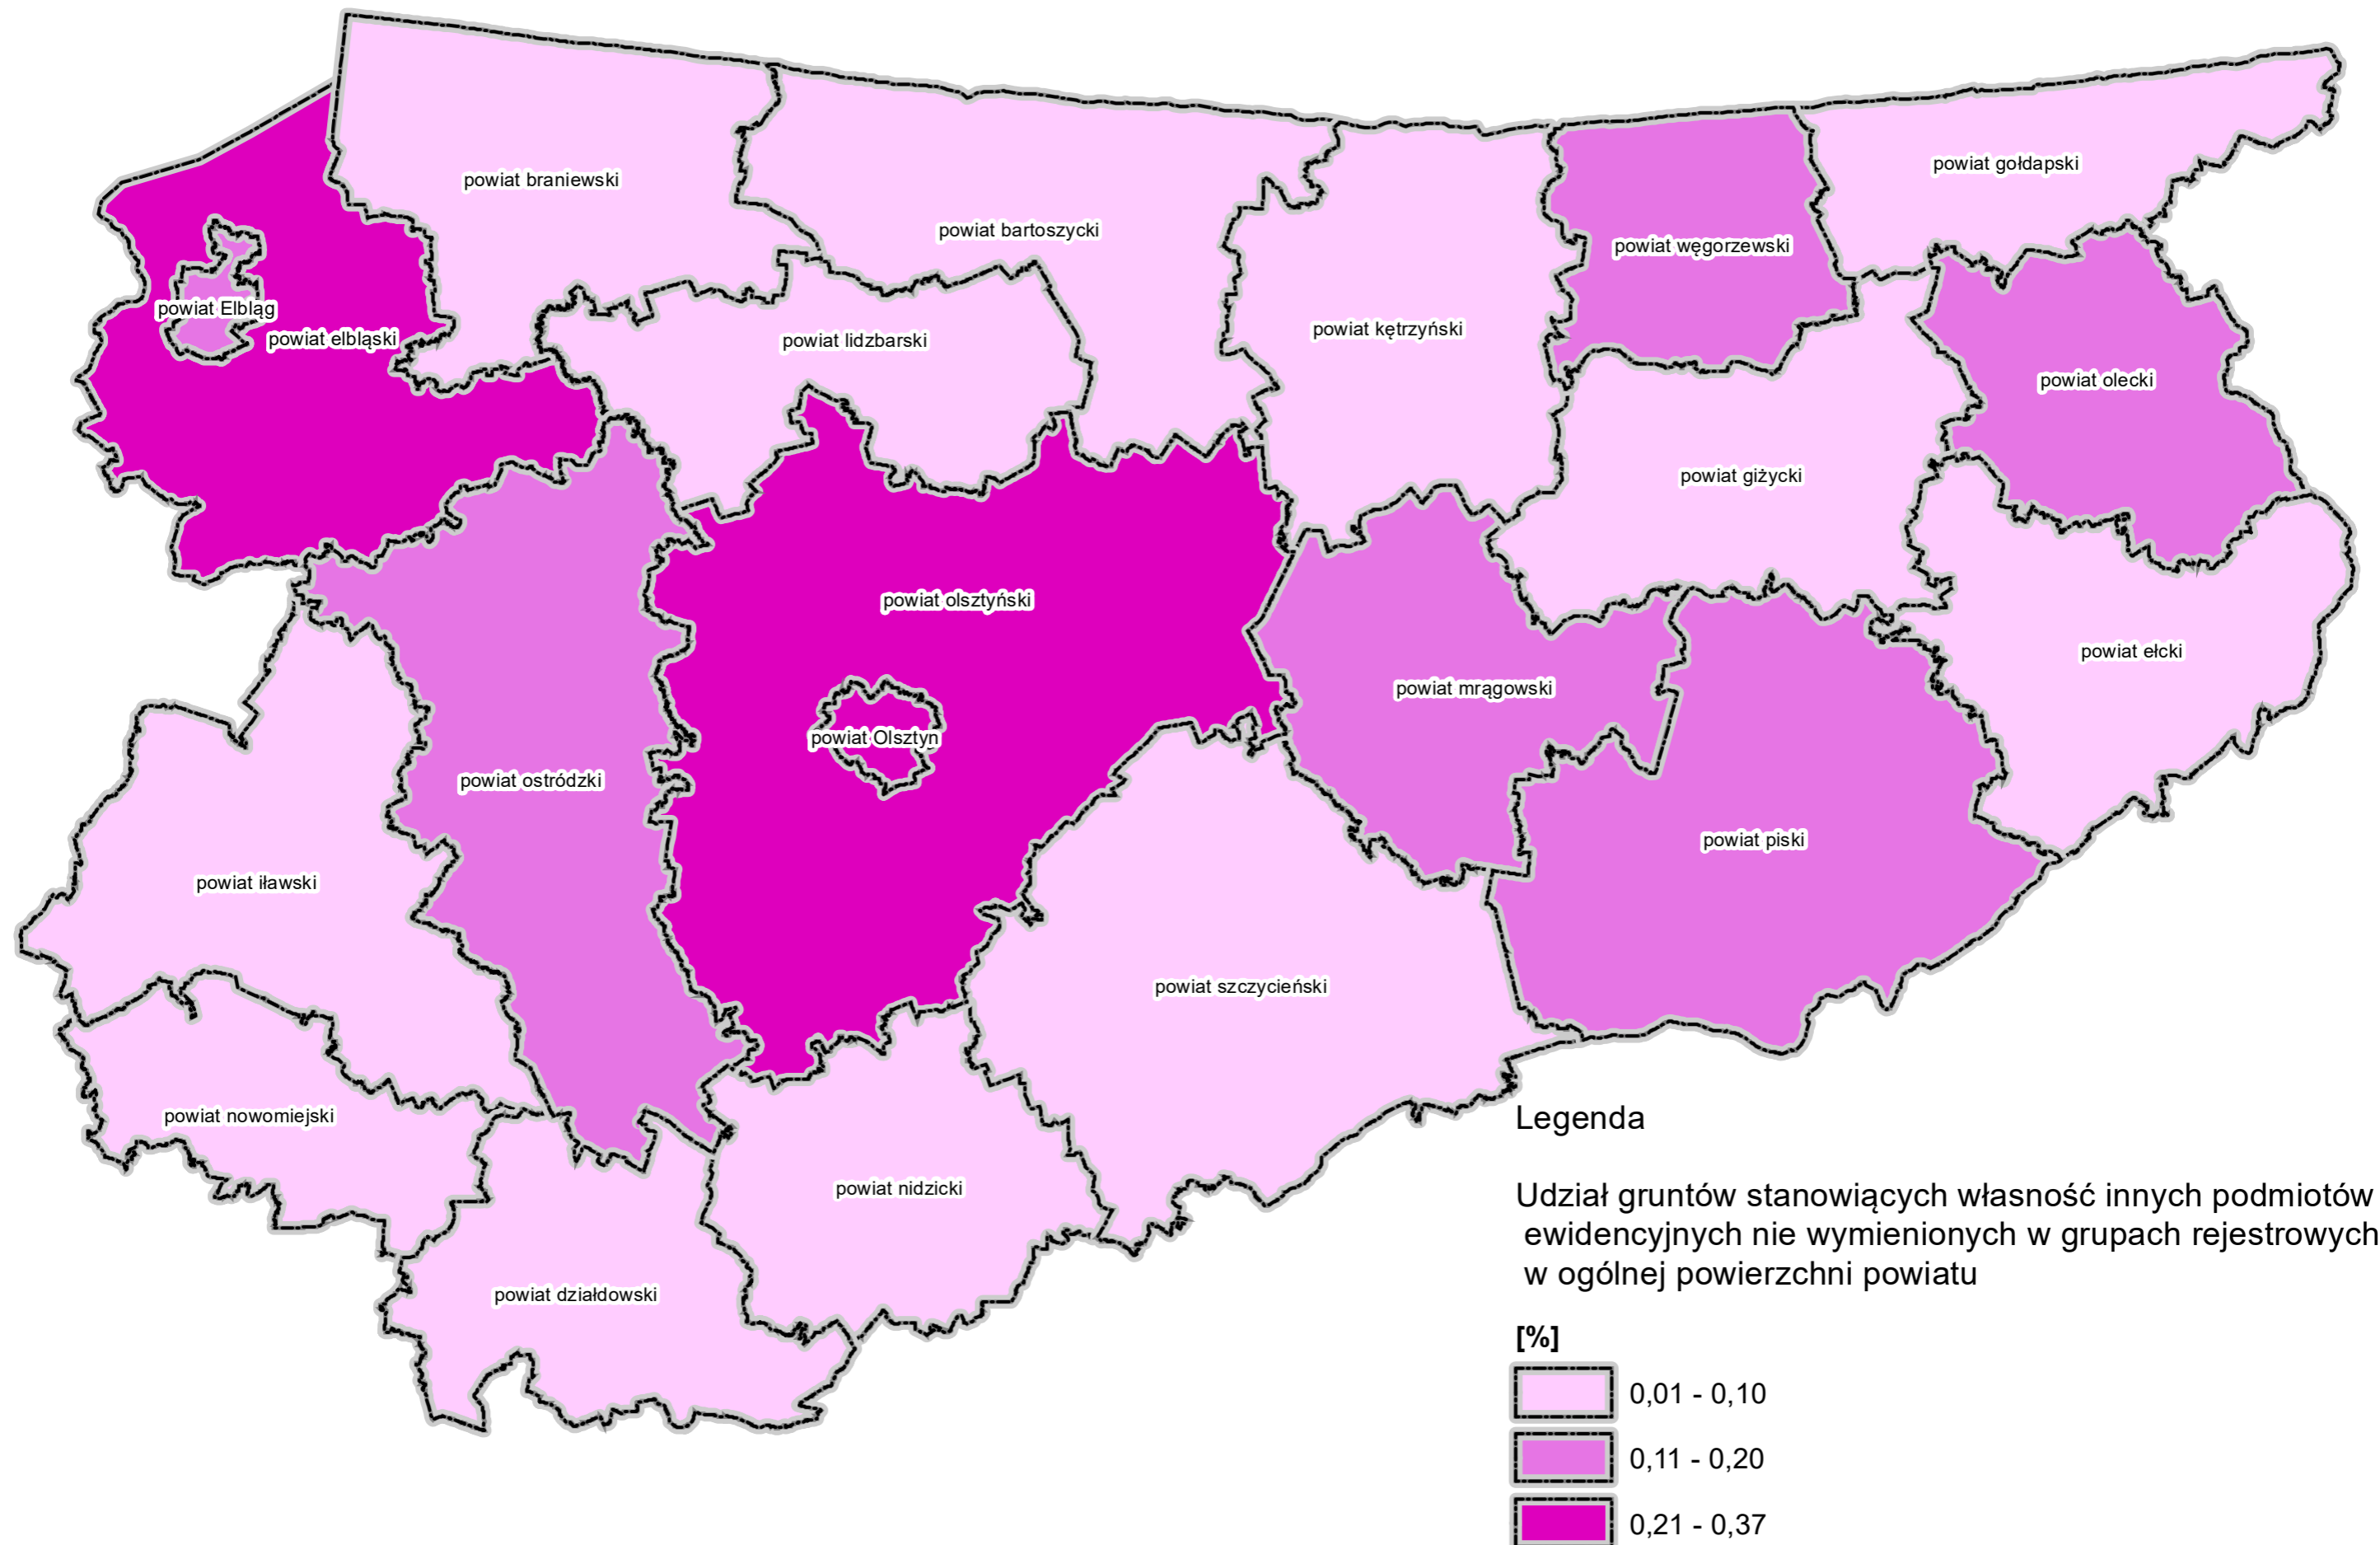 powiat gołdapski
powiat braniewski
powiat bartoszycki
powiat węgorzewski
powiat Elbląg
powiat kętrzyński
powiat elbląski
powiat lidzbarski
powiat olecki
powiat giżycki
powiat olsztyński
powiat ełcki
powiat mrągowski
powiat Olsztyn
powiat ostródzki
powiat piski
powiat iławski
powiat szczycieński
powiat nowomiejski
powiat nidzicki
powiat działdowski
Legenda
Udział gruntów stanowiących własność innych podmiotów
ewidencyjnych nie wymienionych w grupach rejestrowych
w ogólnej powierzchni powiatu
[%]
0,01 - 0,10
0,11 - 0,20
0,21 - 0,37